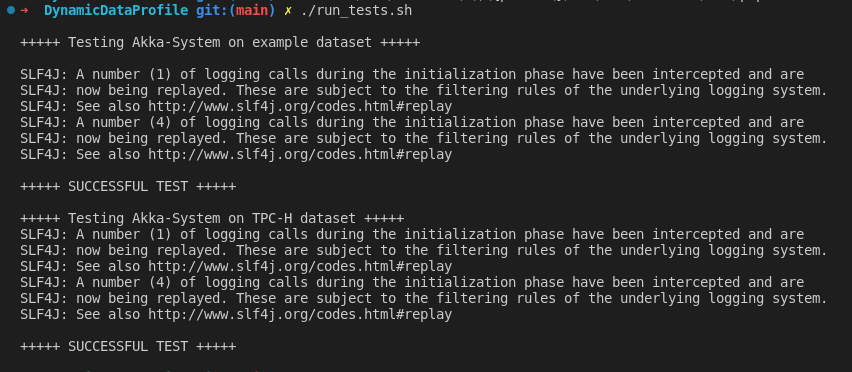 ➜ DynamicDataProfile git:(main) ✗ ./run_tests.sh
+++++ Testing Akka-System on example dataset +++++
SLF4J: A number (1) of logging calls during the initialization phase have been intercepted and are
SLF4J: now being replayed. These are subject to the filtering rules of the underlying logging system.
SLF4J: See also http://www.slf4j.org/codes.html#replay
SLF4J: A number (4) of logging calls during the initialization phase have been intercepted and are
SLF4J: now being replayed. These are subject to the filtering rules of the underlying logging system.
SLF4J: See also http://www.slf4j.org/codes.html#replay
+++++ SUCCESSFUL TEST +++++
+++++ Testing Akka-System on TPC-H dataset +++++
SLF4J: A number (1) of logging calls during the initialization phase have been intercepted and are
SLF4J: now being replayed. These are subject to the filtering rules of the underlying logging system.
SLF4J: See also http://www.slf4j.org/codes.html#replay
SLF4J: A number (4) of logging calls during the initialization phase have been intercepted and are
SLF4J: now being replayed. These are subject to the filtering rules of the underlying logging system.
SLF4J: See also http://www.slf4j.org/codes.html#replay
+++++ SUCCESSFUL TEST +++++